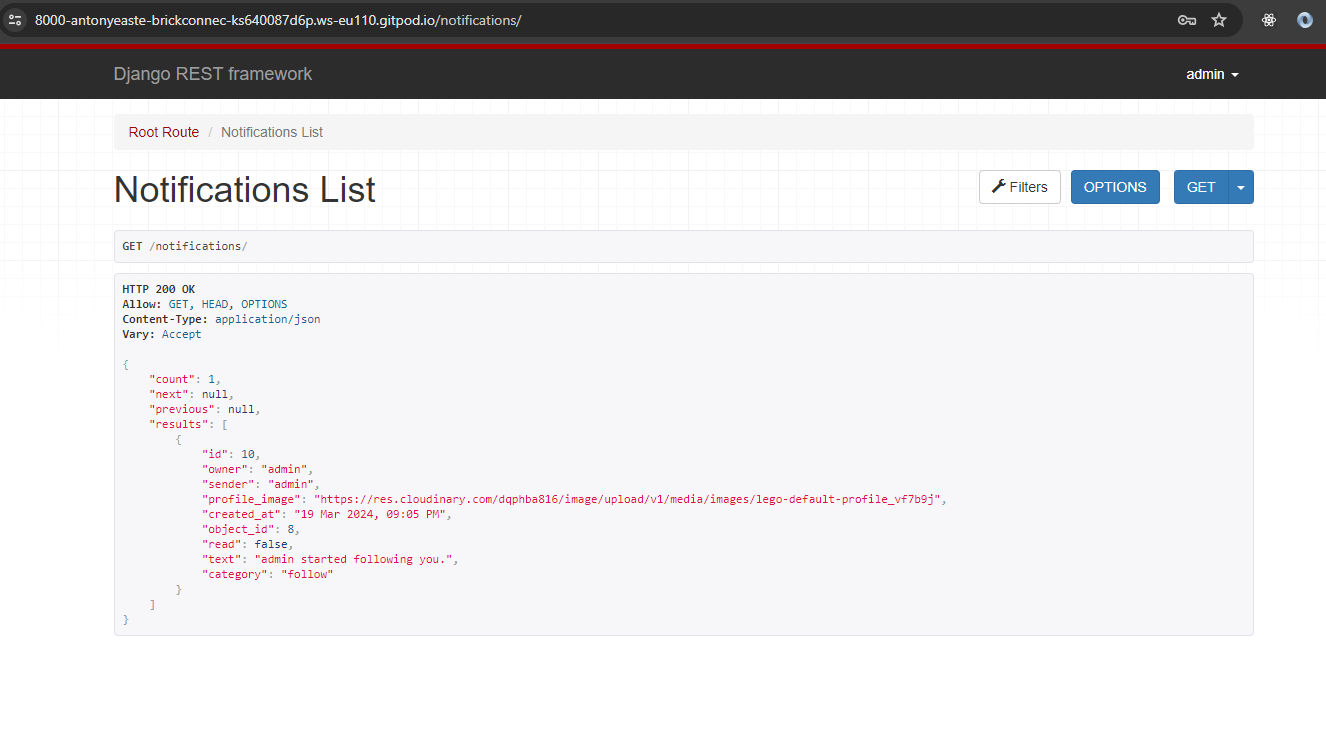 8000-antonyeaste-brickconnec-ks640087d6p.ws-eu110.gitpod.io/notifications/
Django REST framework
admin
Root Route / Notifications List
Notifications List
Filters
OPTIONS
GET
GET /notifications/
HTTP 200 OK
Allow: GET, HEAD, OPTIONS
Content-Type: application/json
Vary: Accept
{
"count": 1,
"next": null,
"previous": null,
"results": [
{
"id": 10,
"owner": "admin",
"sender": "admin",
"profile_image": "https://res.cloudinary.com/dqphba816/image/upload/v1/media/images/lego-default-profile_vf7b9j",
"created_at": "19 Mar 2024, 09:05 PM",
"object_id": 8,
"read": false,
"text": "admin started following you.",
"category": "follow"
}
]
}